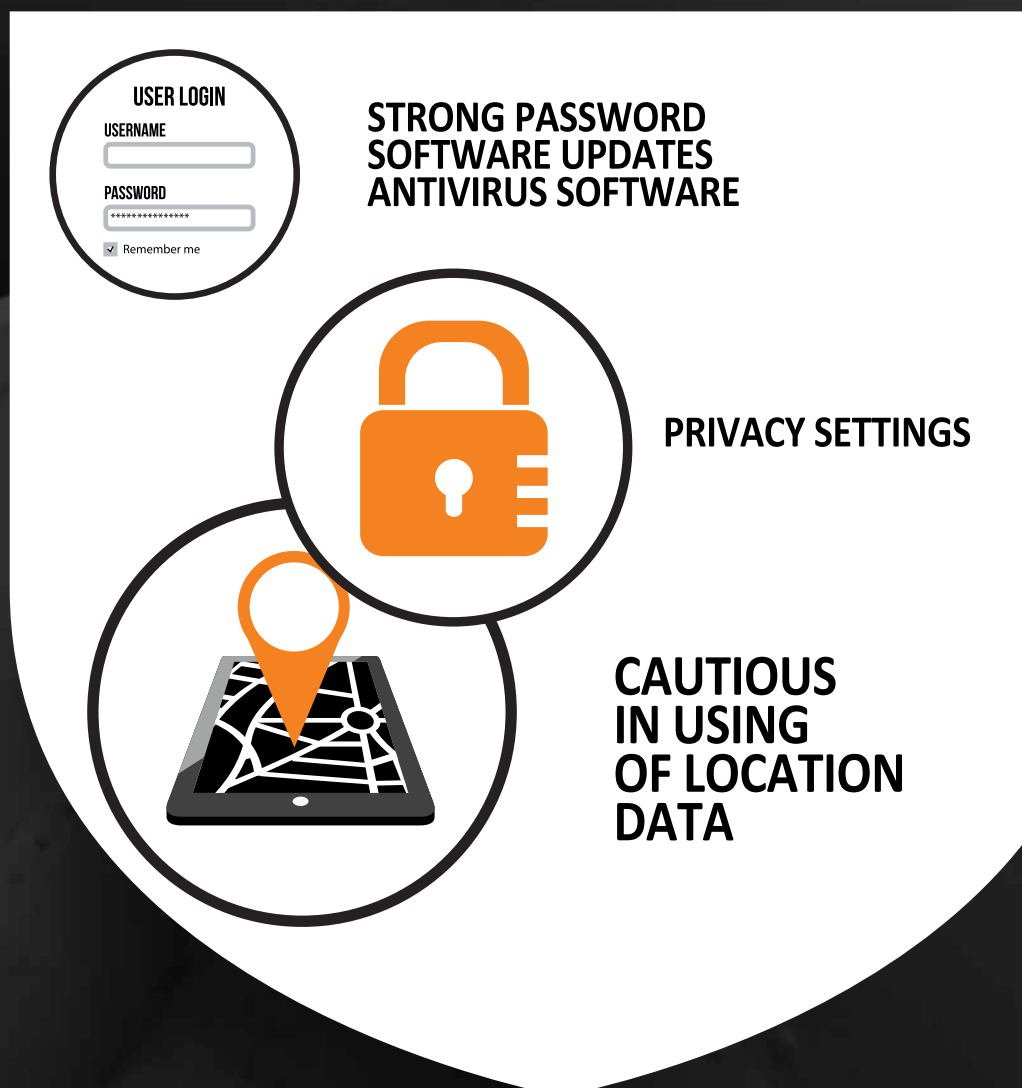 USER LOGIN
USERNAME
PASSWORD
***************
Remember me
STRONG PASSWORD
SOFTWARE UPDATES
ANTIVIRUS SOFTWARE
PRIVACY SETTINGS
CAUTIOUS
IN USING
OF LOCATION
DATA